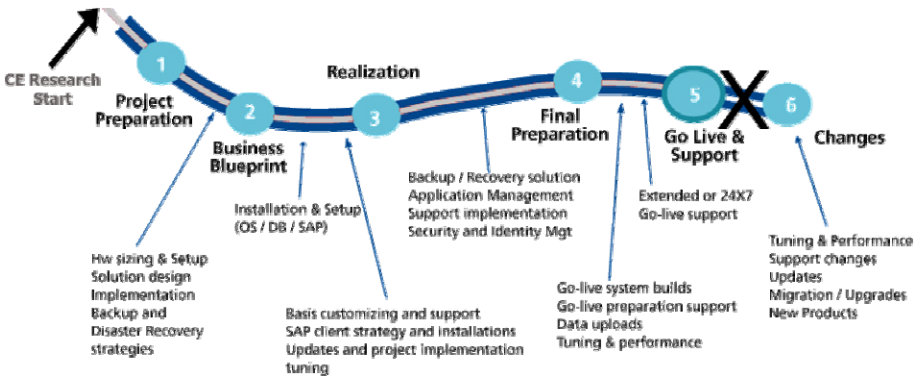 CE Research
Start
1
Project
Preparation
2
Business
Blueprint
Realization
3
4
Final
Preparation
5
Go Live &
Support
6
Changes
Hw sizing & Setup
Solution design
Implementation
Backup and
Disaster Recovery
strategies
Installation & Setup
(OS / DB / SAP)
Basis customizing and support
SAP client strategy and installations
Updates and project implementation
tuning
Backup / Recovery solution
Application Management
Support implementation
Security and Identity Mgt
Go-live system builds
Go-live preparation support
Data uploads
Tuning & performance
Extended or 24X7
Go-live support
Tuning & Performance
Support changes
Updates
Migration / Upgrades
New Products